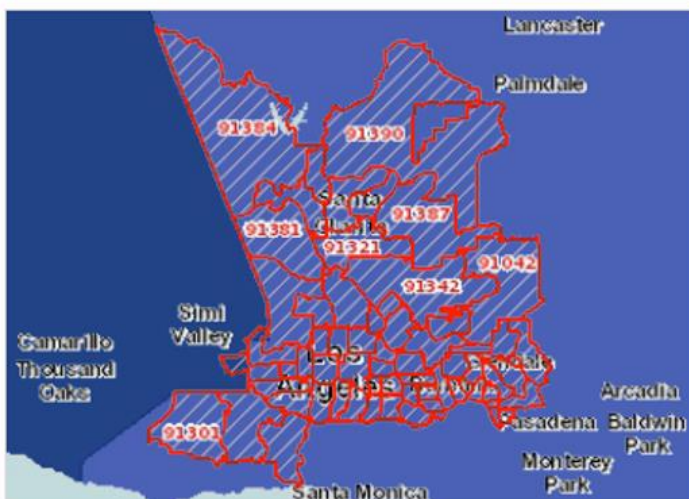 Lancaster
Palmdale
91384
91390
Santa
Clarita
91387
91381
91321
91042
91342
Simi
Valley
Camarillo
Thousand
Oaks
Los
Angeles
Glendale
Arcadia
91301
Pasadena
Baldwin
Park
Monterey
Park
Santa Monica